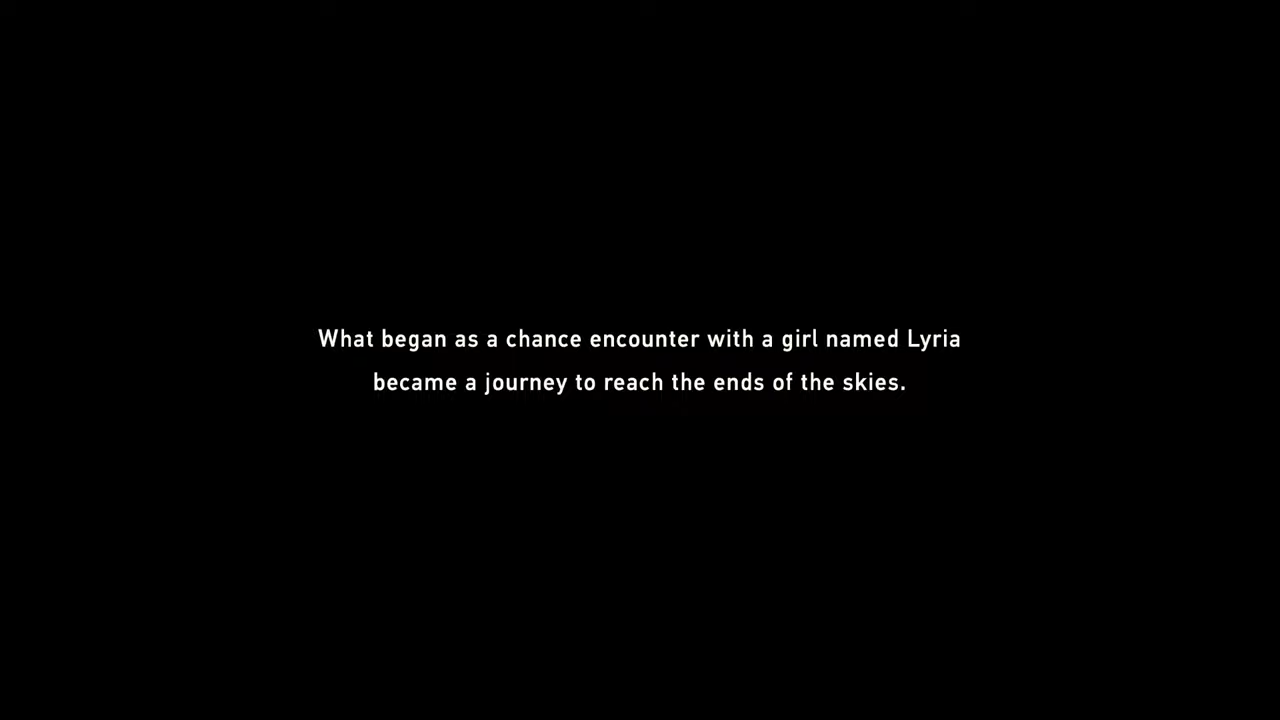 What began as a chance encounter with a girl named Lyria
became a journey to reach the ends of the skies.